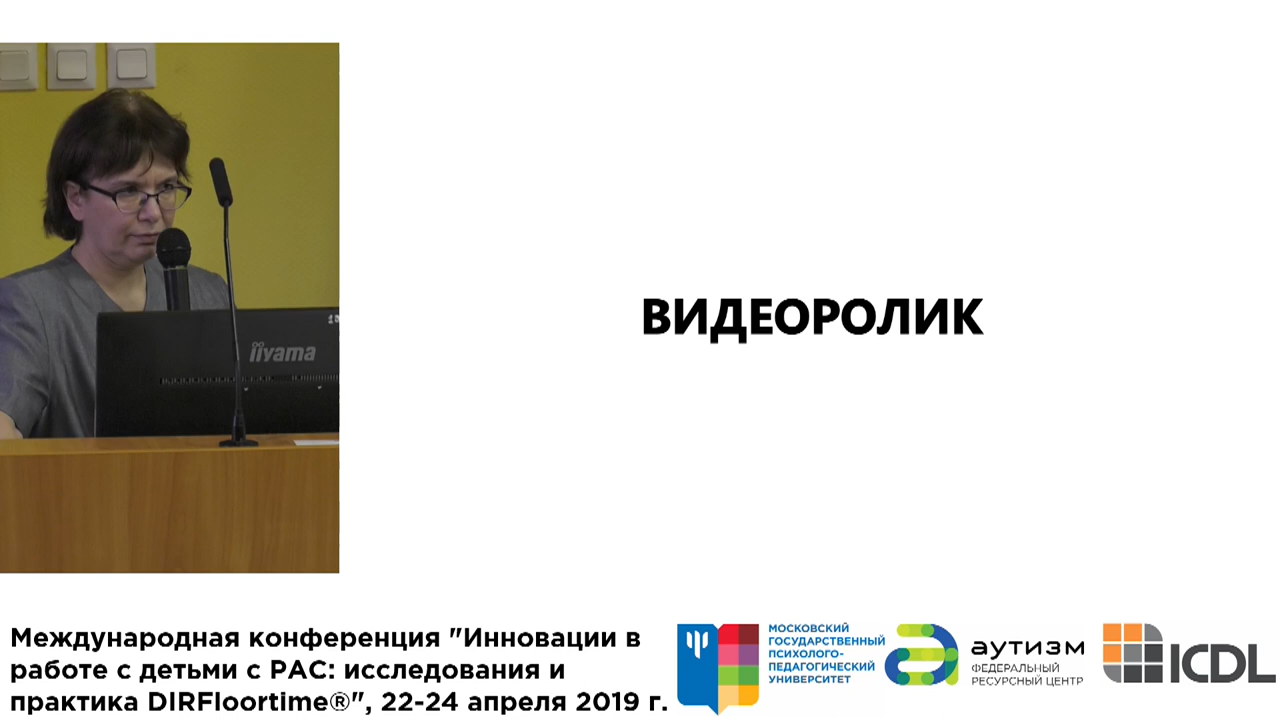 ВИДЕОРОЛИК
iiyama
Международная конференция "Инновации в
работе с детьми с РАС: исследования и
практика DIRFloortime®", 22-24 апреля 2019 г.
МОСКОВСКИЙ
ГОСУДАРСТВЕННЫЙ
ПСИХОЛОГО-
ПЕДАГОГИЧЕСКИЙ
УНИВЕРСИТЕТ
аутизм
ФЕДЕРАЛЬНЫЙ
РЕСУРСНЫЙ ЦЕНТР
ICDL